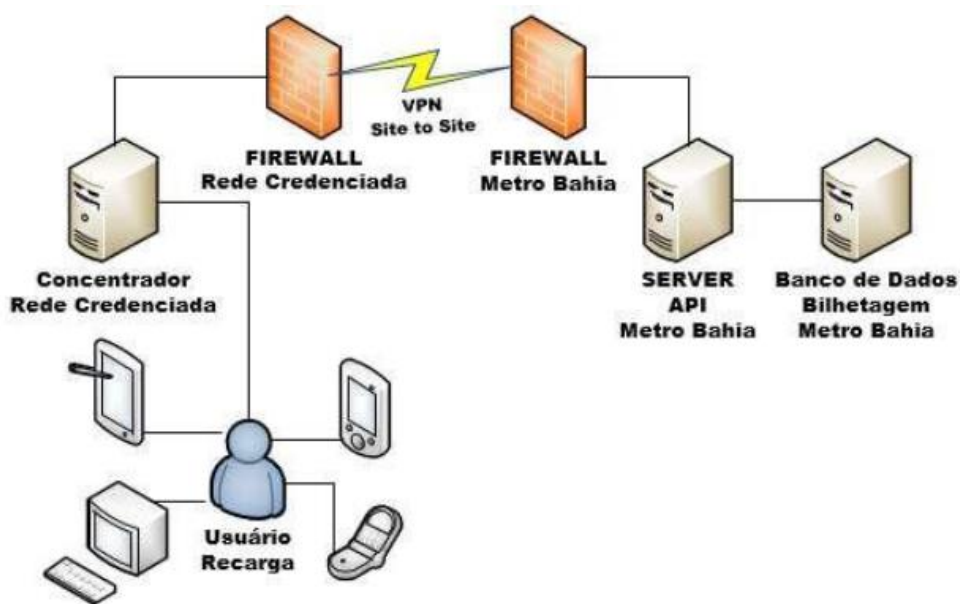 VPN
Site to Site
FIREWALL
Rede Credenciada
FIREWALL
Metro Bahia
Concentrador
Rede Credenciada
SERVER
API
Metro Bahia
Banco de Dados
Bilhetagem
Metro Bahia
Usuário
Recarga